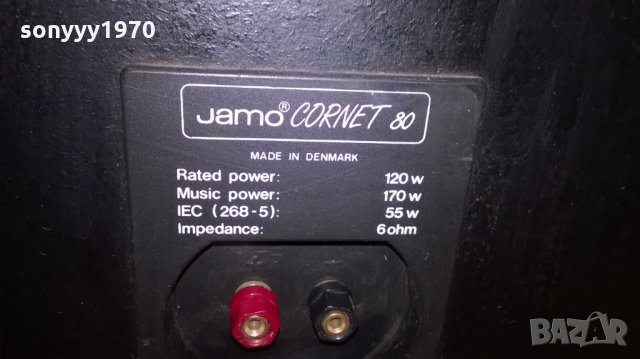 sonyyy1970
Jamo® CORNET 80
MADE IN DENMARK
Rated power: 120 w
Music power: 170 w
IEC (268-5): 55 w
Impedance: 6 ohm
BAZAR